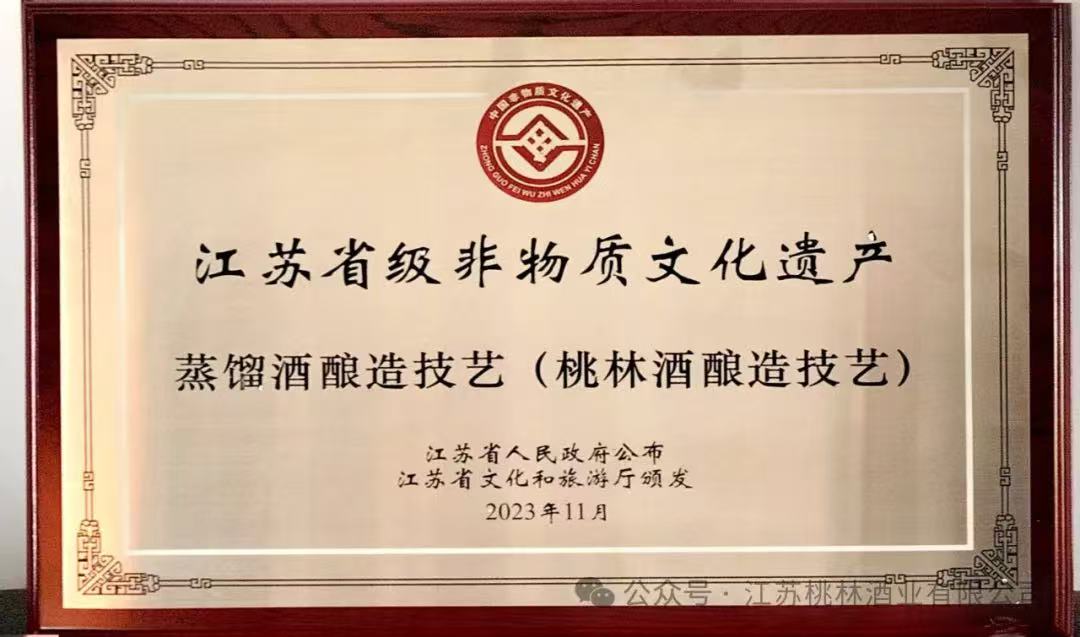 中国非物质文化遗产
ZHONG GUO FEI WU ZHI WEN HUA YI CHAN
江苏省级非物质文化遗产
蒸馏酒酿造技艺（桃林酒酿造技艺）
江苏省人民政府公布
江苏省文化和旅游厅颁发
2023年11月
公众号·江苏桃林酒业有限公司